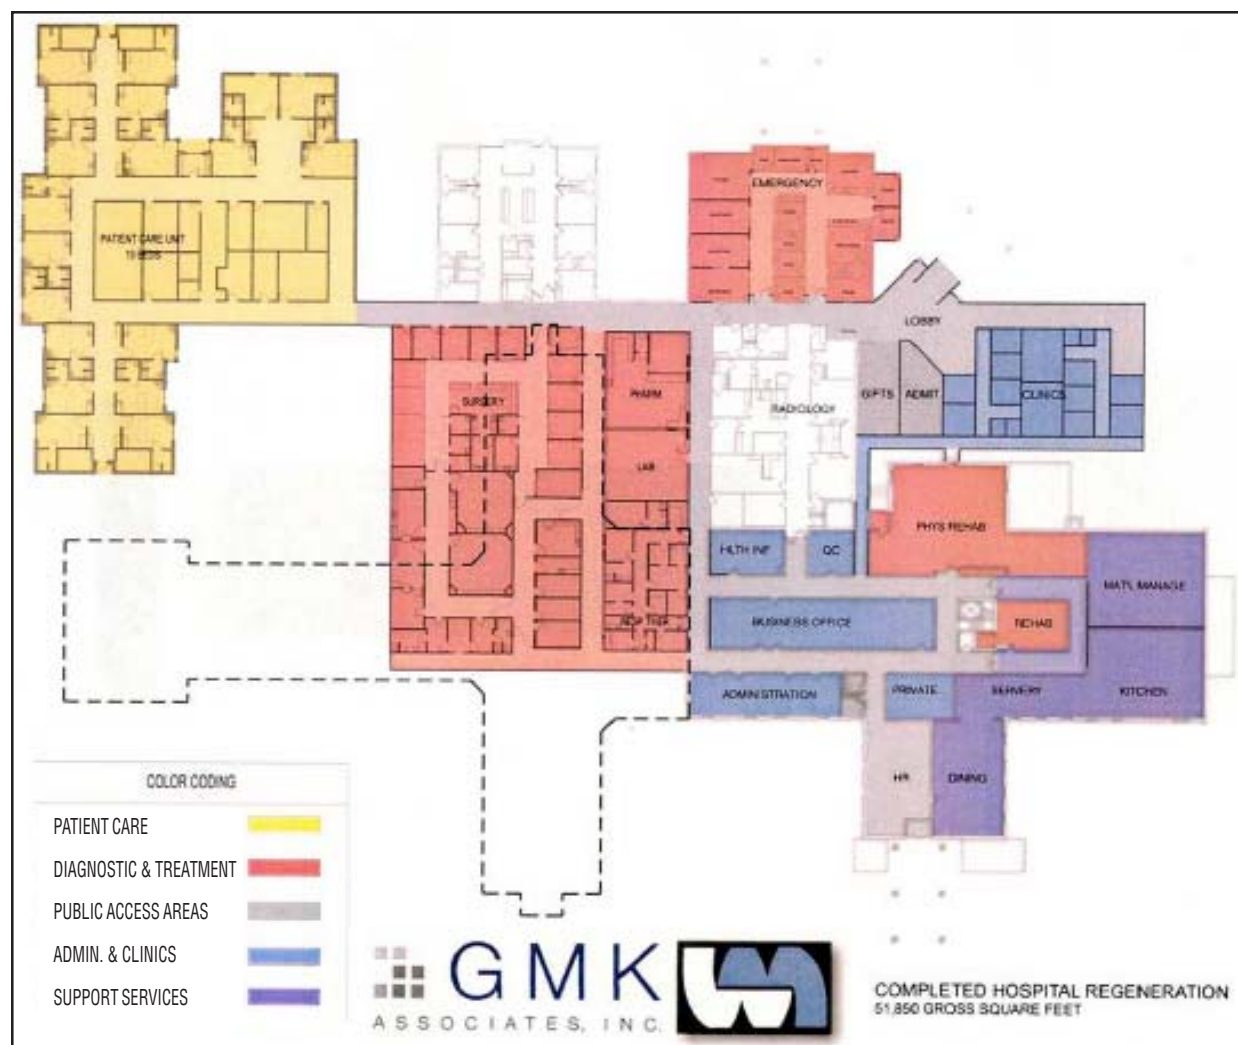 EMERGENCY
PATIENT CARE UNIT
BEDS
LOBBY
SURGERY
PHARM
RADIOLOGY
GIFTS
ADMIT
CLINICS
LAB
PHYS REHAB
HLTH INF
QC
MATL MANAGE
BUSINESS OFFICE
REHAB
ADMINISTRATION
PRIVATE
SERVERY
KITCHEN
HR
DINING
COLOR CODING
PATIENT CARE
DIAGNOSTIC & TREATMENT
PUBLIC ACCESS AREAS
ADMIN. & CLINICS
SUPPORT SERVICES
GMK
ASSOCIATES, INC.
COMPLETED HOSPITAL REGENERATION
51,850 GROSS SQUARE FEET